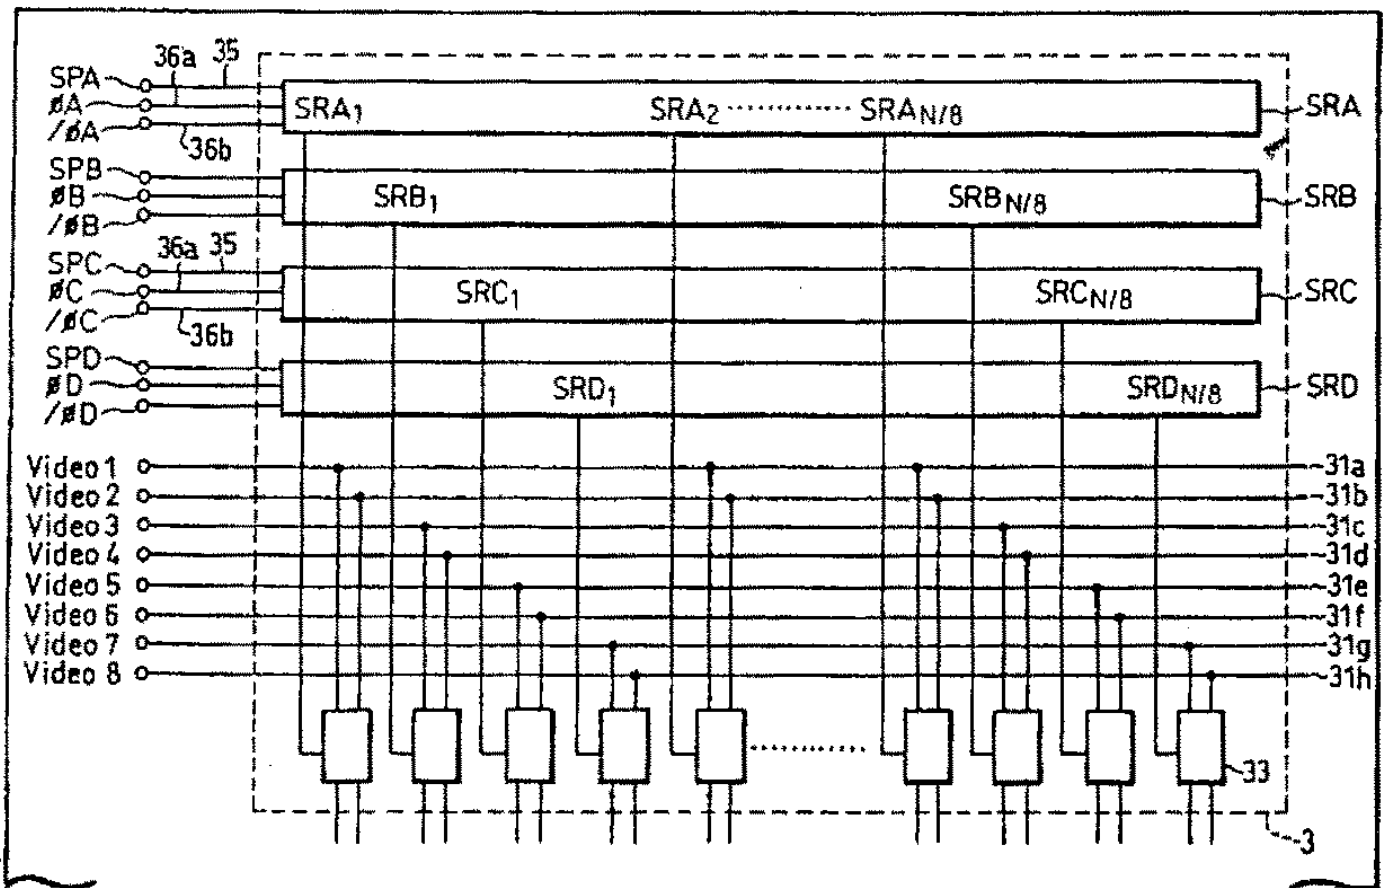 36a 35
SPA
øA SRA1 SRA2 ........... SRAN/8 SRA
/øA
36b
SPB
øB SRB1 SRBN/8 SRB
/øB
36a 35
SPC
øC SRC1 SRCN/8 SRC
/øC
36b
SPD
øD SRD1 SRDN/8 SRD
/øD
Video 1 31a
Video 2 31b
Video 3 31c
Video 4 31d
Video 5 31e
Video 6 31f
Video 7 31g
Video 8 31h
33
3